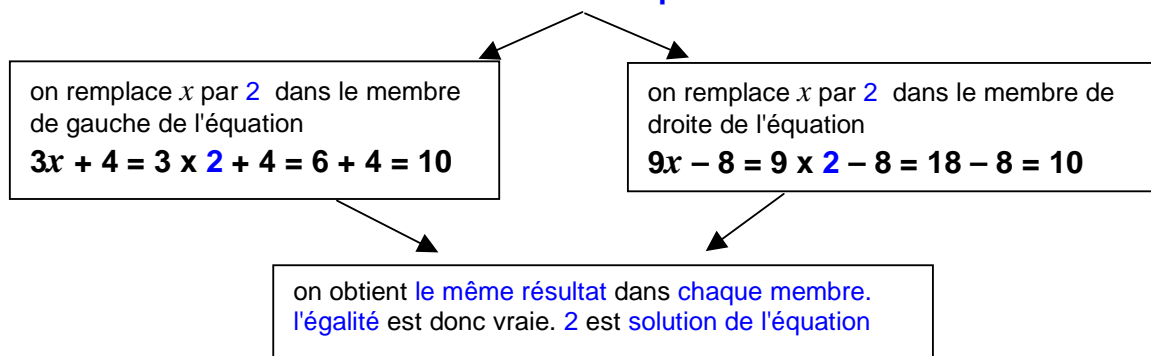 on remplace x par 2 dans le membre
de gauche de l'équation
3x + 4 = 3 x 2 + 4 = 6 + 4 = 10
on remplace x par 2 dans le membre de
droite de l'équation
9x – 8 = 9 x 2 – 8 = 18 – 8 = 10
on obtient le même résultat dans chaque membre.
l'égalité est donc vraie. 2 est solution de l'équation